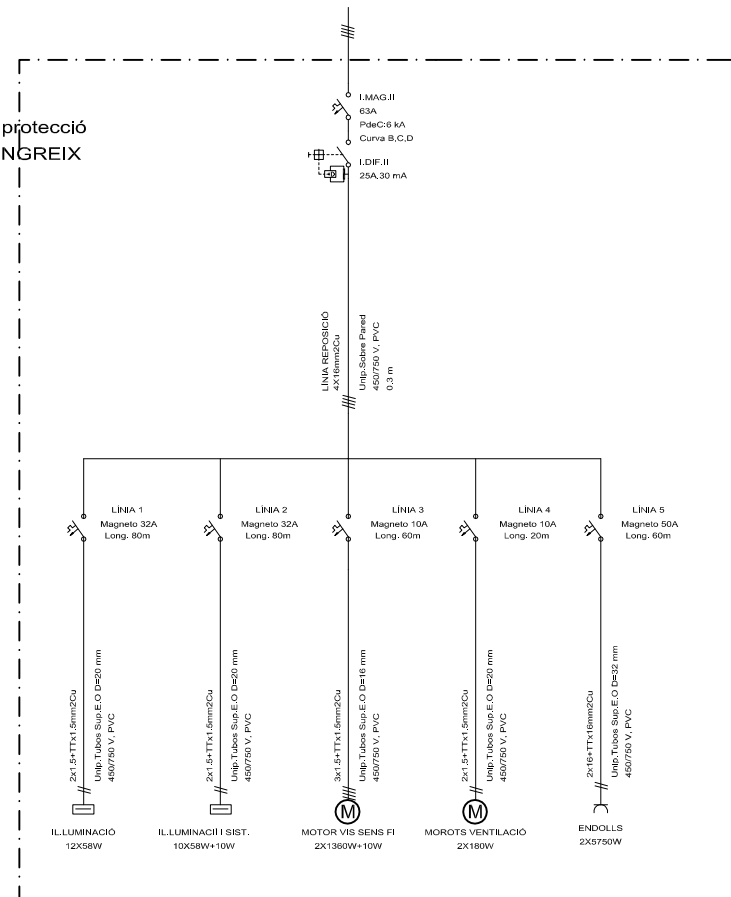 protecció
NGREIX
I.MAG.II
63A
PdeC:6 kA
Curva B,C,D
I.DIF.II
25A,30 mA
LÍNIA REPOSICIÓ
4X16mm2Cu
Unip.Sobre Pared
450/750 V, PVC
0.3 m
LÍNIA 1
Magneto 32A
Long. 80m
LÍNIA 2
Magneto 32A
Long. 80m
LÍNIA 3
Magneto 10A
Long. 60m
LÍNIA 4
Magneto 10A
Long. 20m
LÍNIA 5
Magneto 50A
Long. 60m
2x1.5+TTx1.5mm2Cu
Unip.Tubos Sup.E.O D=20 mm
450/750 V, PVC
2x1.5+TTx1.5mm2Cu
Unip.Tubos Sup.E.O D=20 mm
450/750 V, PVC
3x1.5+TTx1.5mm2Cu
Unip.Tubos Sup.E.O D=16 mm
450/750 V, PVC
2x1.5+TTx1.5mm2Cu
Unip.Tubos Sup.E.O D=20 mm
450/750 V, PVC
2x16+TTx16mm2Cu
Unip.Tubos Sup.E.O D=32 mm
450/750 V, PVC
M
M
IL.LUMINACIÓ
12X58W
IL.LUMINACIÍ I SIST.
10X58W+10W
MOTOR VIS SENS FI
2X1360W+10W
MOROTS VENTILACIÓ
2X180W
ENDOLLS
2X5750W